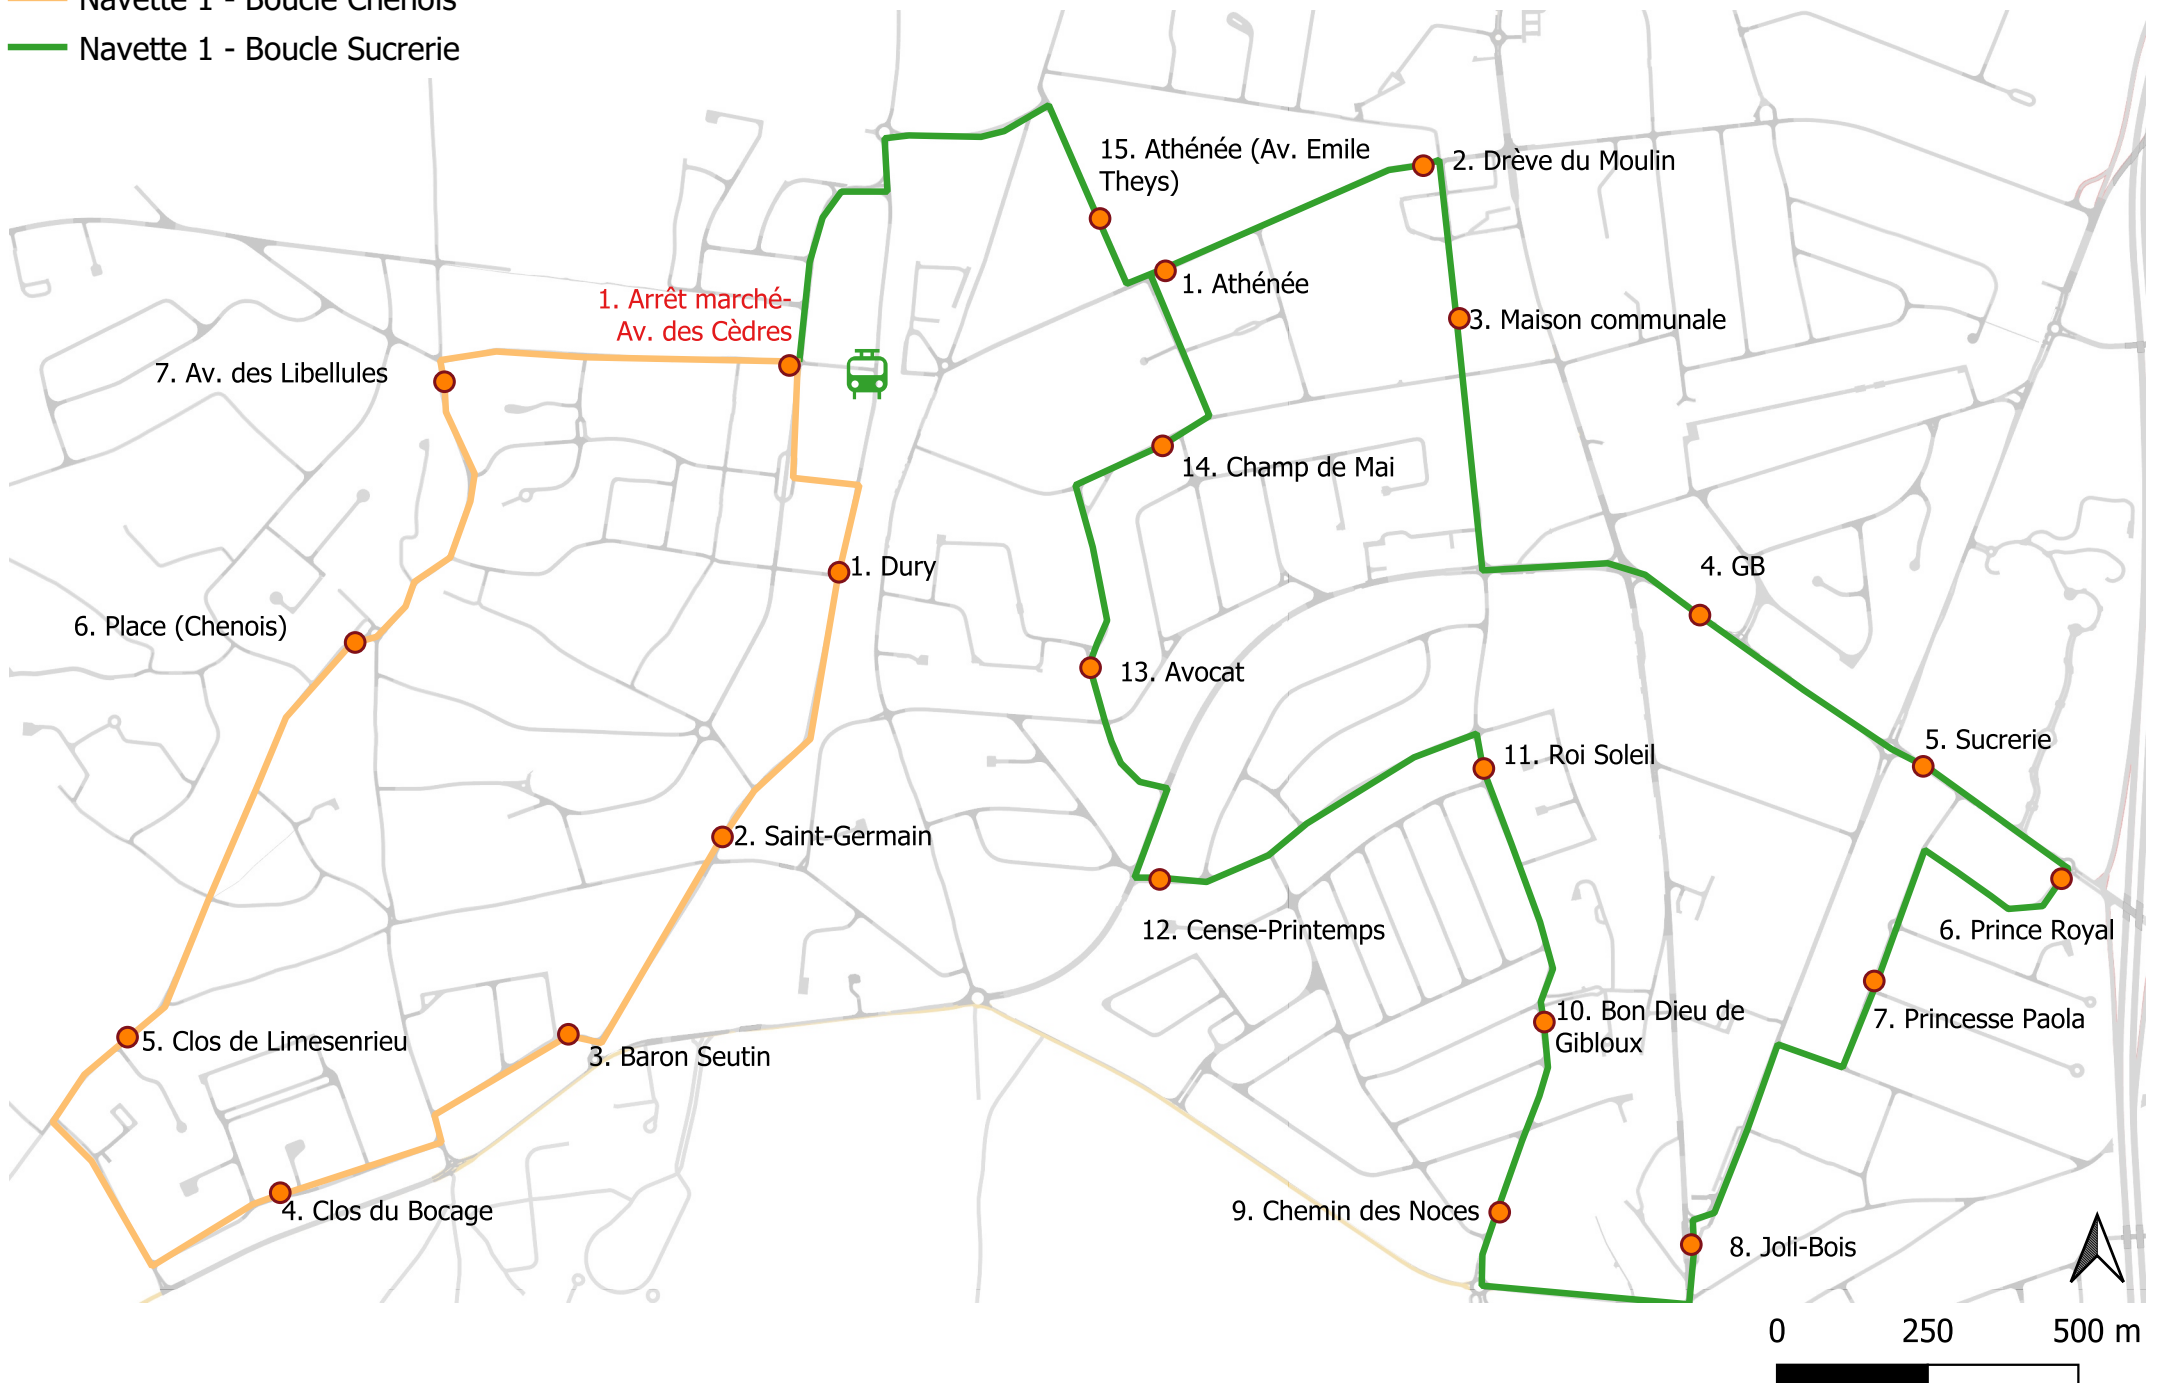 Navette 1 - Boucle Chenois
Navette 1 - Boucle Sucrerie
15. Athénée (Av. Emile
Theys)
2. Drève du Moulin
1. Athénée
1. Arrêt marché-
Av. des Cèdres
3. Maison communale
7. Av. des Libellules
14. Champ de Mai
1. Dury
4. GB
6. Place (Chenois)
13. Avocat
5. Sucrerie
11. Roi Soleil
2. Saint-Germain
12. Cense-Printemps
6. Prince Royal
10. Bon Dieu de
Gibloux
7. Princesse Paola
5. Clos de Limesenrieu
3. Baron Seutin
4. Clos du Bocage
9. Chemin des Noces
8. Joli-Bois
0 250 500 m